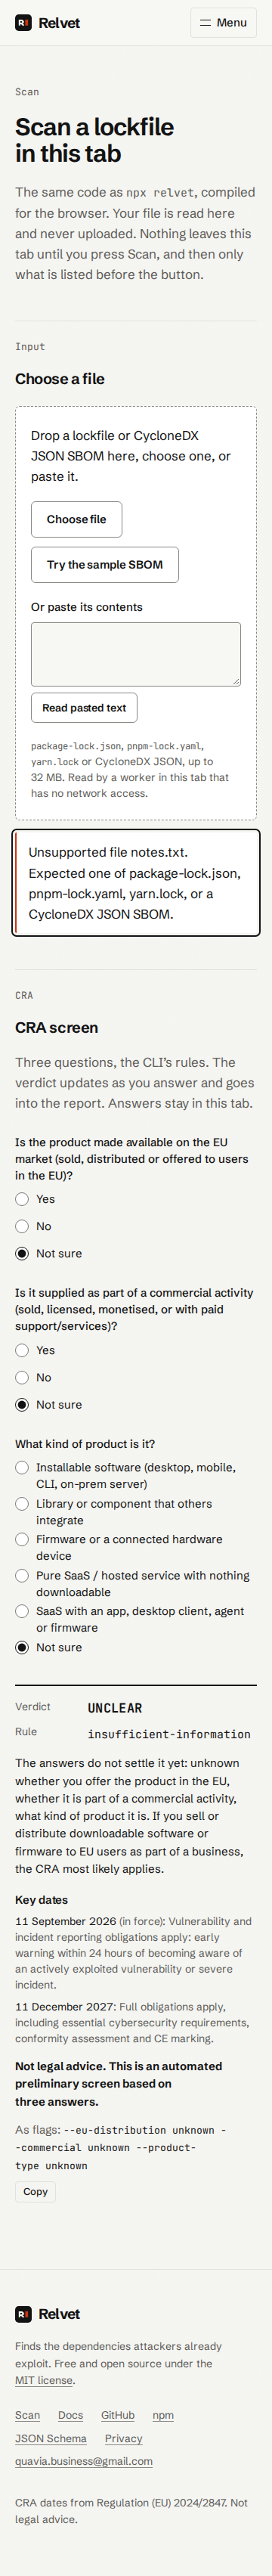 Relvet
Menu
Scan
Scan a lockfile
in this tab
The same code as npx relvet, compiled
for the browser. Your file is read here
and never uploaded. Nothing leaves this
tab until you press Scan, and then only
what is listed before the button.
Input
Choose a file
Drop a lockfile or CycloneDX
JSON SBOM here, choose one, or
paste it.
Choose file
Try the sample SBOM
Or paste its contents
Read pasted text
package-lock.json, pnpm-lock.yaml,
yarn.lock or CycloneDX JSON, up to
32 MB. Read by a worker in this tab that
has no network access.
Unsupported file notes.txt.
Expected one of package-lock.json,
pnpm-lock.yaml, yarn.lock, or a
CycloneDX JSON SBOM.
CRA
CRA screen
Three questions, the CLI's rules. The
verdict updates as you answer and goes
into the report. Answers stay in this tab.
Is the product made available on the EU
market (sold, distributed or offered to users
in the EU)?
Yes
No
Not sure
Is it supplied as part of a commercial activity
(sold, licensed, monetised, or with paid
support/services)?
Yes
No
Not sure
What kind of product is it?
Installable software (desktop, mobile,
CLI, on-prem server)
Library or component that others
integrate
Firmware or a connected hardware
device
Pure SaaS / hosted service with nothing
downloadable
SaaS with an app, desktop client, agent
or firmware
Not sure
Verdict UNCLEAR
Rule insufficient-information
The answers do not settle it yet: unknown
whether you offer the product in the EU,
whether it is part of a commercial activity,
what kind of product it is. If you sell or
distribute downloadable software or
firmware to EU users as part of a business,
the CRA most likely applies.
Key dates
11 September 2026 (in force): Vulnerability and
incident reporting obligations apply: early
warning within 24 hours of becoming aware of
an actively exploited vulnerability or severe
incident.
11 December 2027: Full obligations apply,
including essential cybersecurity requirements,
conformity assessment and CE marking.
Not legal advice. This is an automated
preliminary screen based on
three answers.
As flags: --eu-distribution unknown -
-commercial unknown --product-
type unknown
Copy
Relvet
Finds the dependencies attackers already
exploit. Free and open source under the
MIT license.
Scan Docs GitHub npm
JSON Schema Privacy
quavia.business@gmail.com
CRA dates from Regulation (EU) 2024/2847. Not
legal advice.